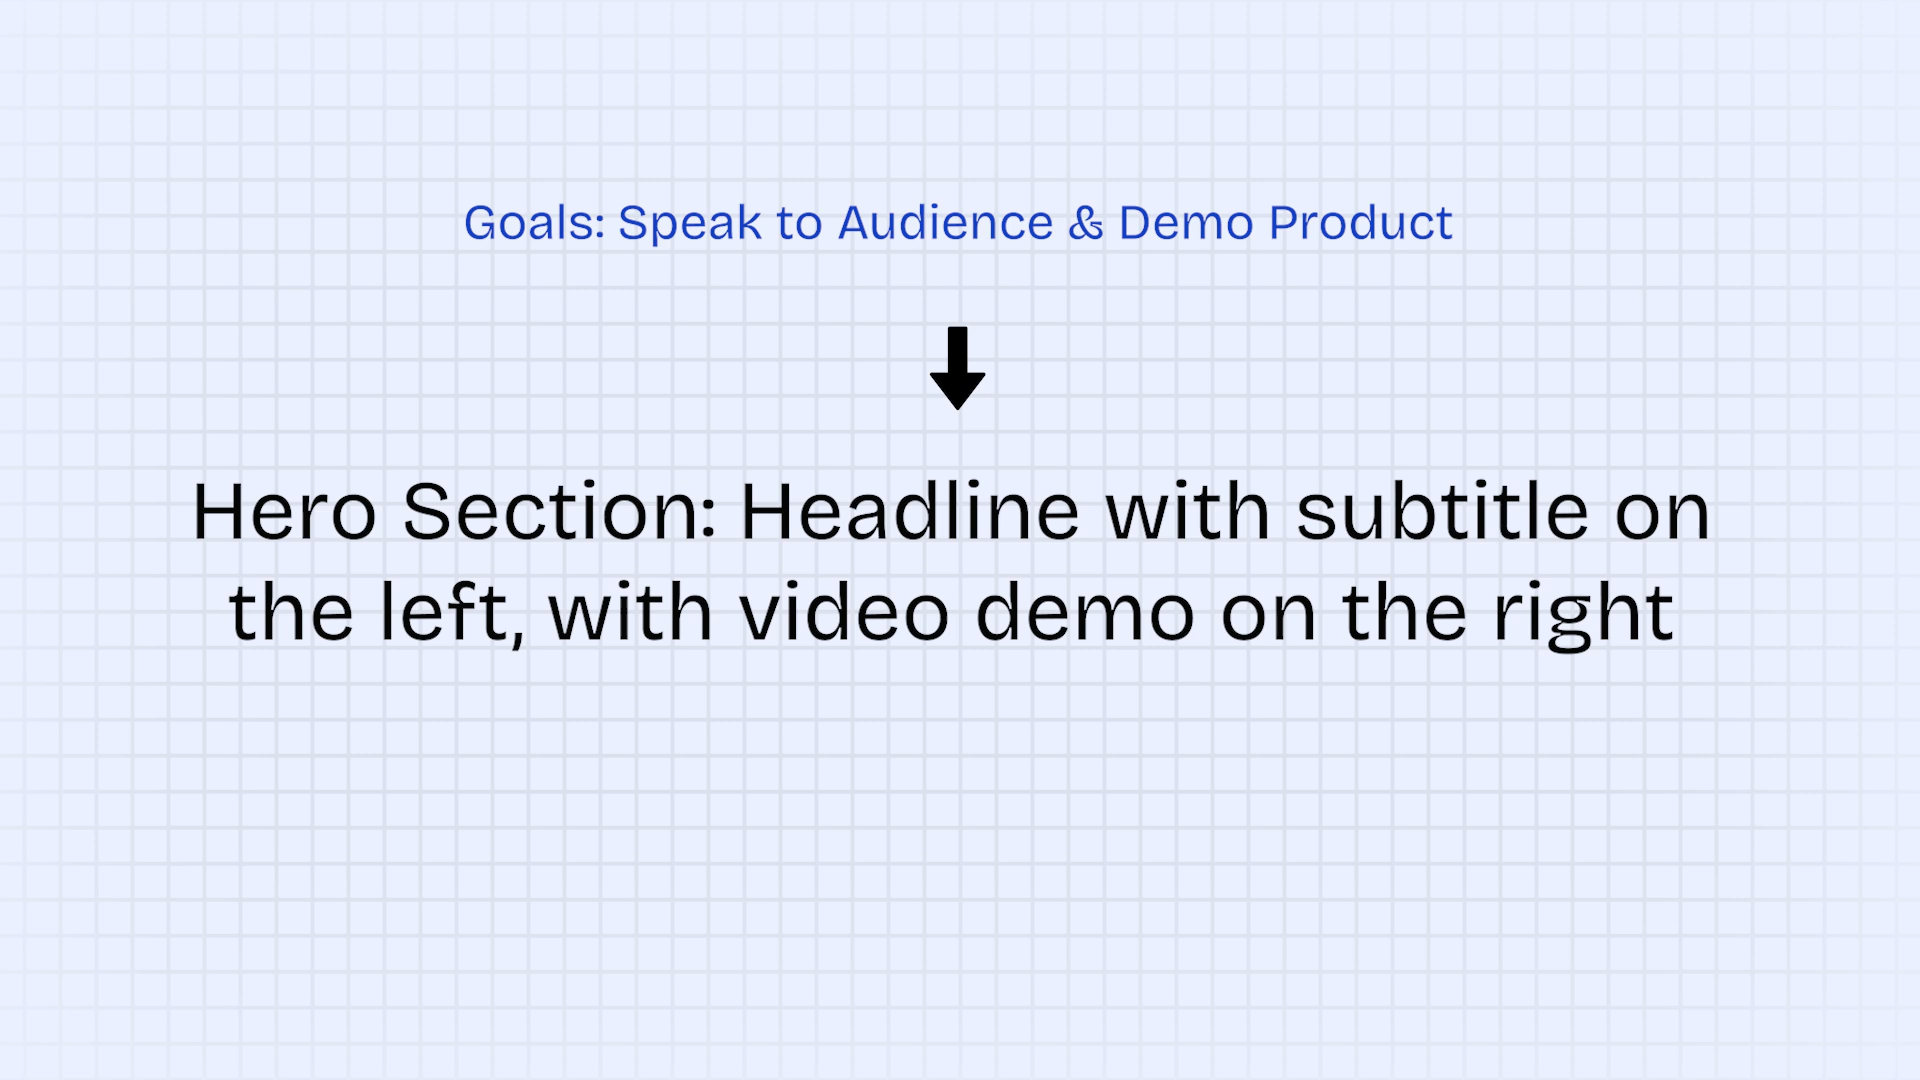 Goals: Speak to Audience & Demo Product
Hero Section: Headline with subtitle on
the left, with video demo on the right